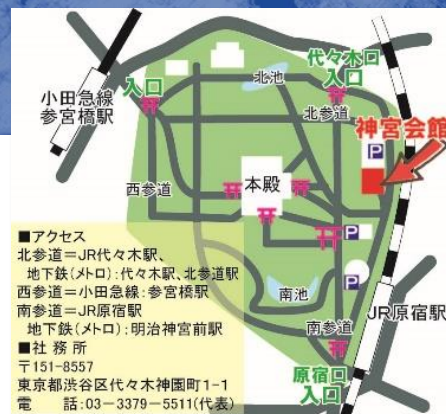 代々木口
入口
北池
入口
小田急線
参宮橋駅
北参道
神宮会館
P
西参道
本殿
P
南池
P
JR原宿駅
南参道
原宿口
入口
■アクセス
北参道=JR代々木駅、
地下鉄(メトロ):代々木駅、北参道駅
西参道=小田急線:参宮橋駅
南参道=JR原宿駅
地下鉄(メトロ):明治神宮前駅
■社務所
〒151-8557
東京都渋谷区代々木神園町1-1
電 話:03-3379-5511(代表)